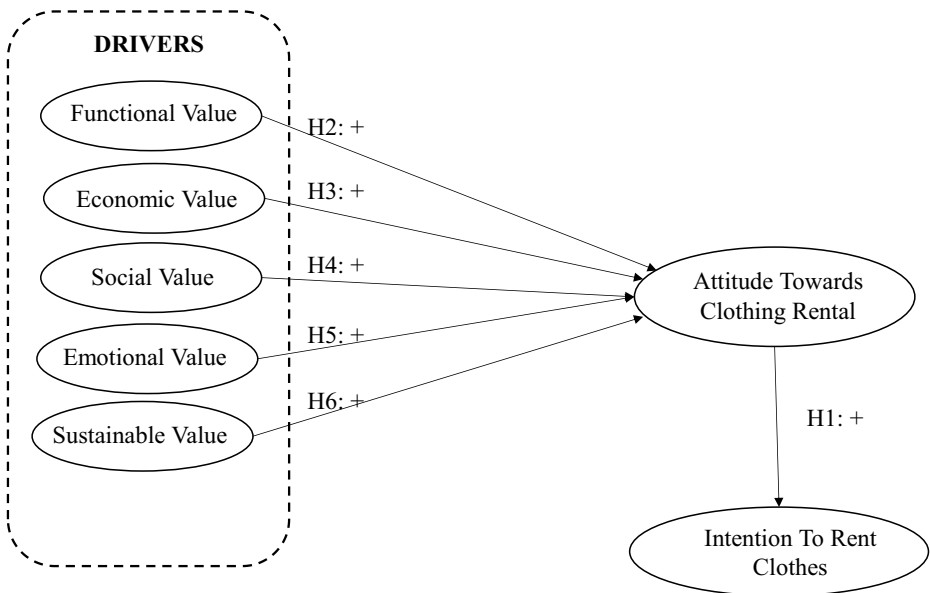 DRIVERS
Functional Value
H2: +
Economic Value
H3: +
Social Value
H4: +
Emotional Value
H5: +
Sustainable Value
H6: +
Attitude Towards
Clothing Rental
H1: +
Intention To Rent
Clothes